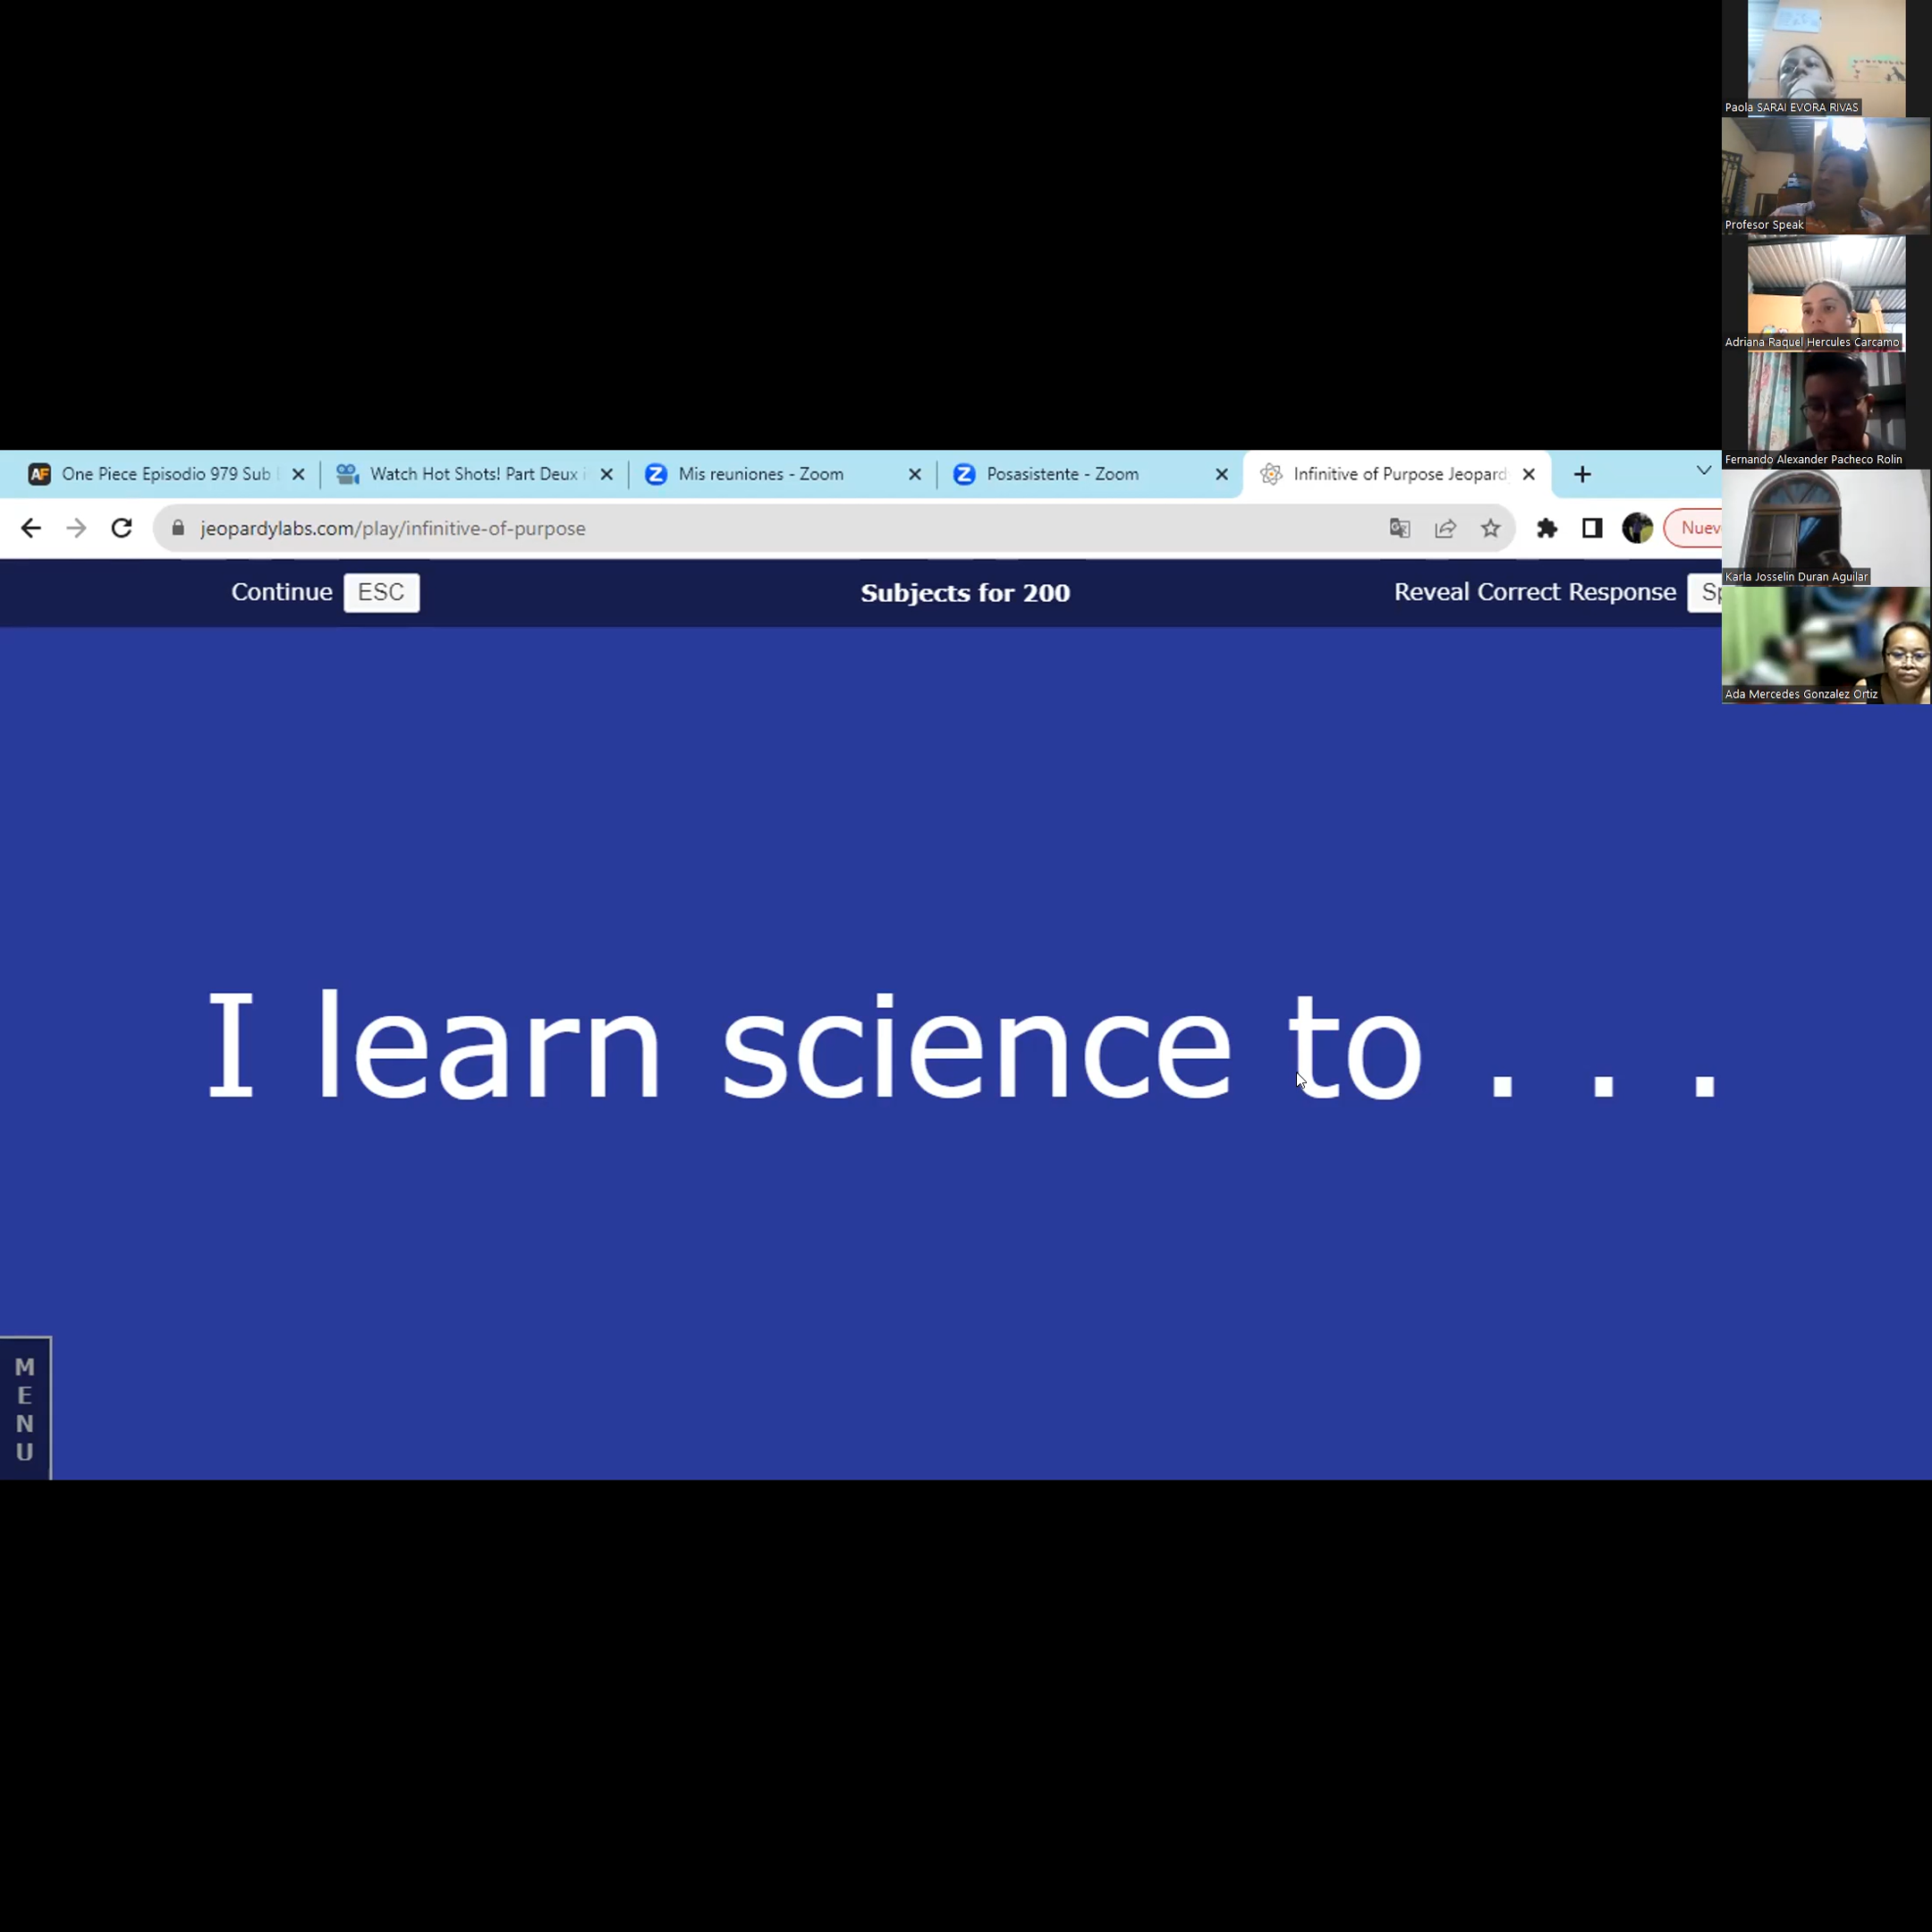 Paola SARAI EVORA RIVAS
Profesor Speak
Adriana Raquel Hercules Carcamo
Fernando Alexander Pacheco Rolin
Karla Josselin Duran Aguilar
Ada Mercedes Gonzalez Ortiz
AF One Piece Episodio 979 Sub
Watch Hot Shots! Part Deux
Mis reuniones - Zoom
Posasistente - Zoom
Infinitive of Purpose Jeopard
jeopardylabs.com/play/infinitive-of-purpose
Nuev
Continue ESC
Subjects for 200
Reveal Correct Response Sp
I learn science to . . .
MENU